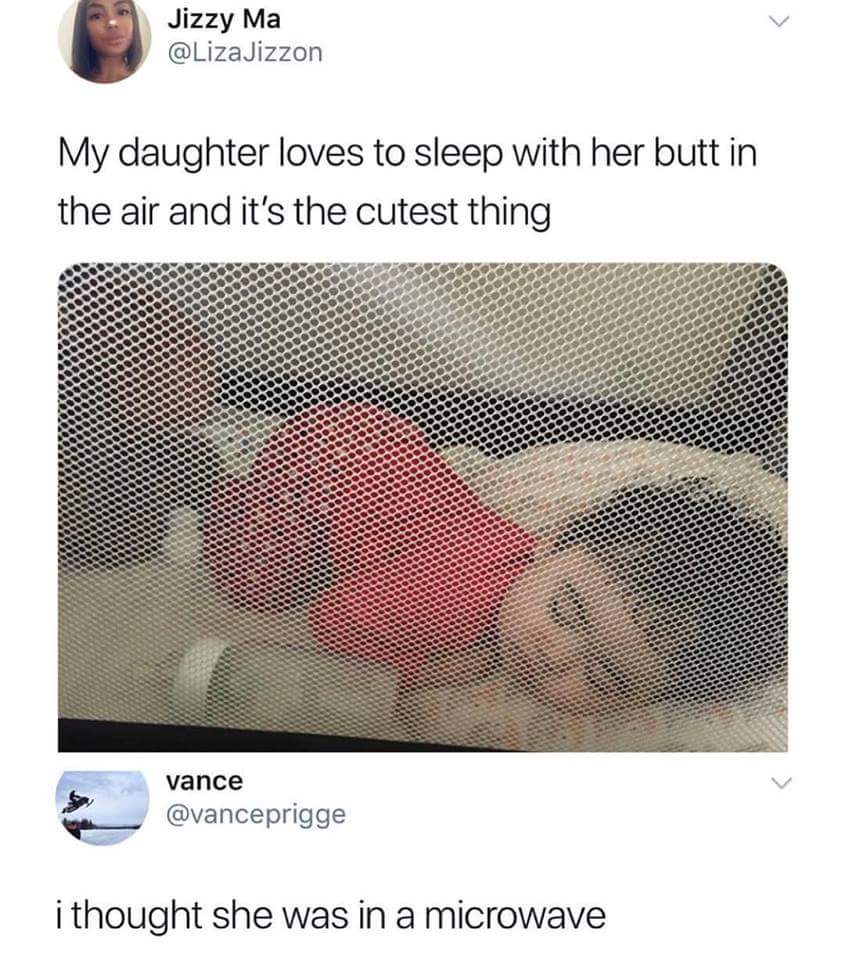 Jizzy Ma
@LizaJizzon
My daughter loves to sleep with her butt in
the air and it's the cutest thing
vance
@vanceprigge
i thought she was in a microwave